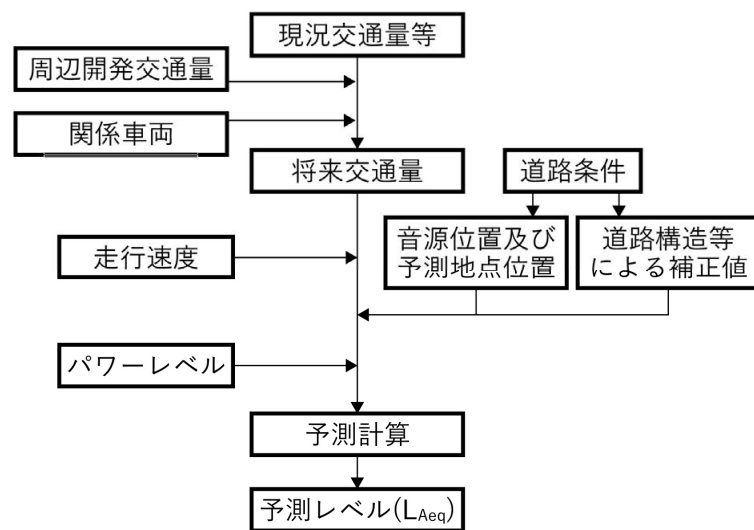 現況交通量等
周辺開発交通量
関係車両
将来交通量
道路条件
走行速度
音源位置及び
予測地点位置
道路構造等
による補正値
パワーレベル
予測計算
予測レベル(LAeq)